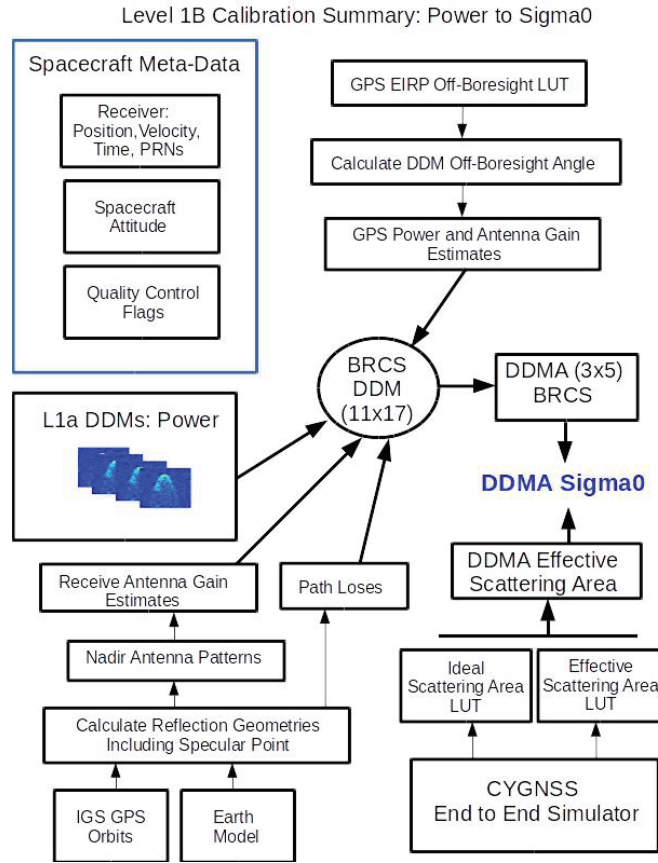 Level 1B Calibration Summary: Power to Sigma0
Spacecraft Meta-Data
Receiver:
Position,Velocity,
Time, PRNs
Spacecraft
Attitude
Quality Control
Flags
GPS EIRP Off-Boresight LUT
Calculate DDM Off-Boresight Angle
GPS Power and Antenna Gain
Estimates
BRCS
DDM
(11x17)
DDMA (3x5)
BRCS
L1a DDMs: Power
DDMA Sigma0
DDMA Effective
Scattering Area
Receive Antenna Gain
Estimates
Path Loses
Nadir Antenna Patterns
Ideal
Scattering Area
LUT
Effective
Scattering Area
LUT
Calculate Reflection Geometries
Including Specular Point
IGS GPS
Orbits
Earth
Model
CYGNSS
End to End Simulator